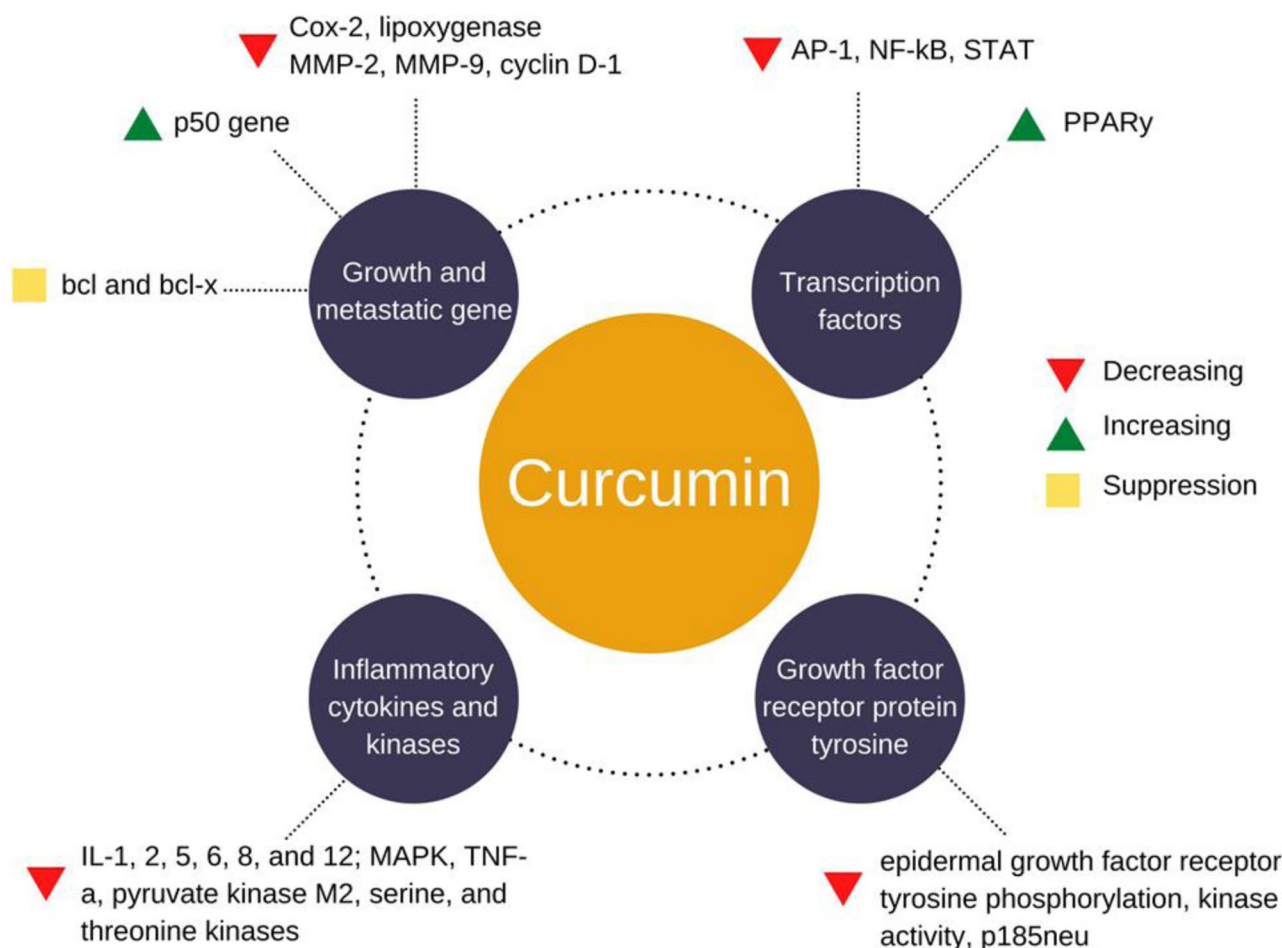 Cox-2, lipoxygenase
MMP-2, MMP-9, cyclin D-1
AP-1, NF-kB, STAT
p50 gene
PPARy
bcl and bcl-x
Growth and
metastatic gene
Transcription
factors
Decreasing
Increasing
Suppression
Curcumin
Inflammatory
cytokines and
kinases
Growth factor
receptor protein
tyrosine
IL-1, 2, 5, 6, 8, and 12; MAPK, TNF-
a, pyruvate kinase M2, serine, and
threonine kinases
epidermal growth factor receptor
tyrosine phosphorylation, kinase
activity, p185neu